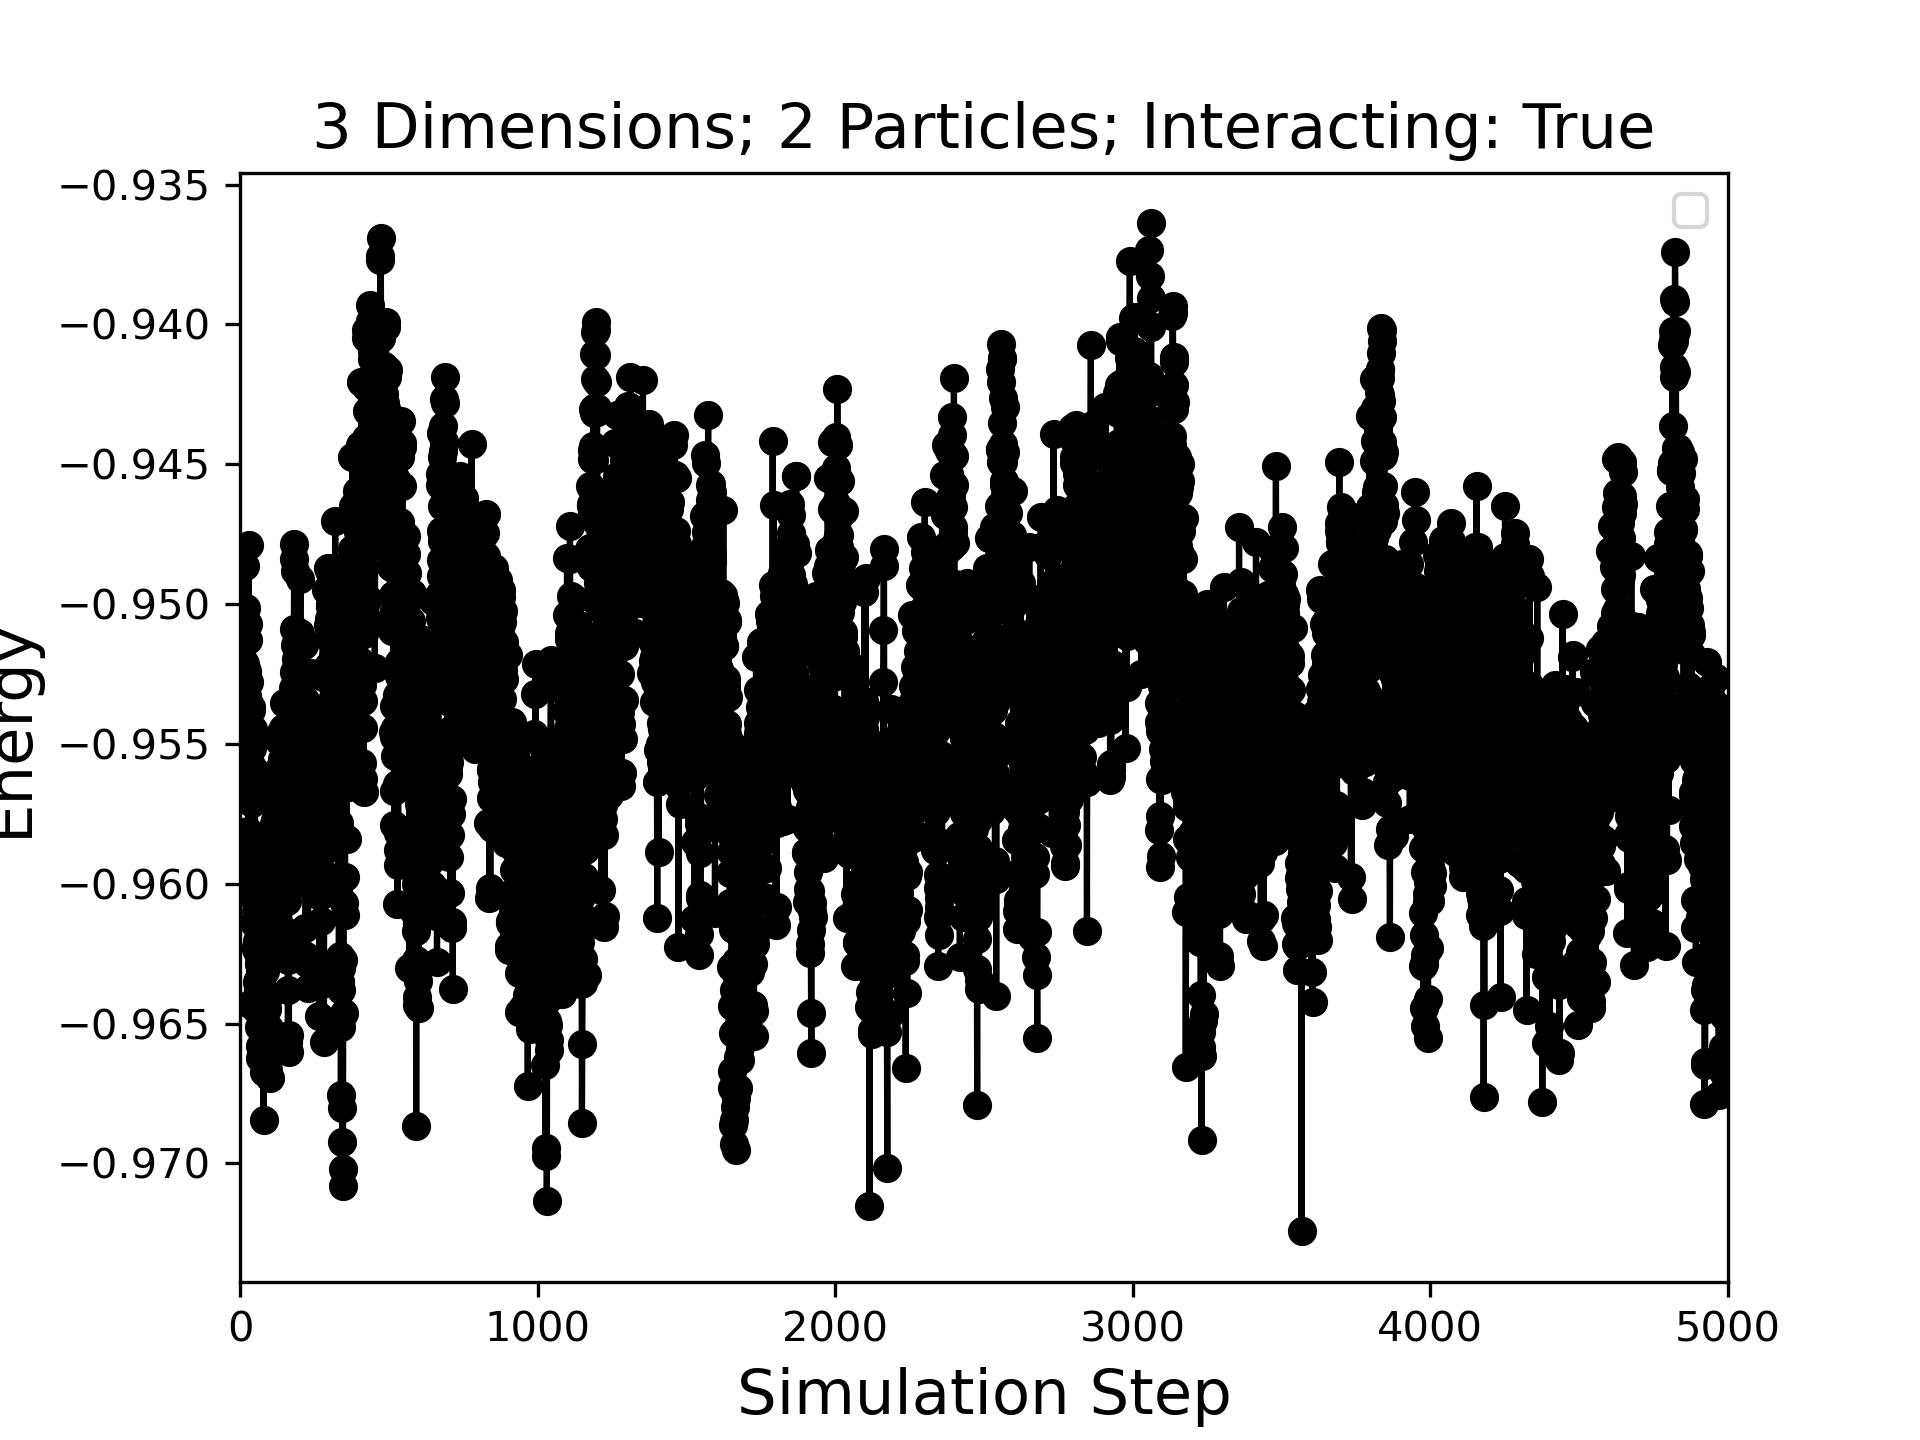 3 Dimensions; 2 Particles; Interacting: True
−0.935
−0.940
−0.945
−0.950
−0.955
−0.960
−0.965
−0.970
Energy
0 1000 2000 3000 4000 5000
Simulation Step